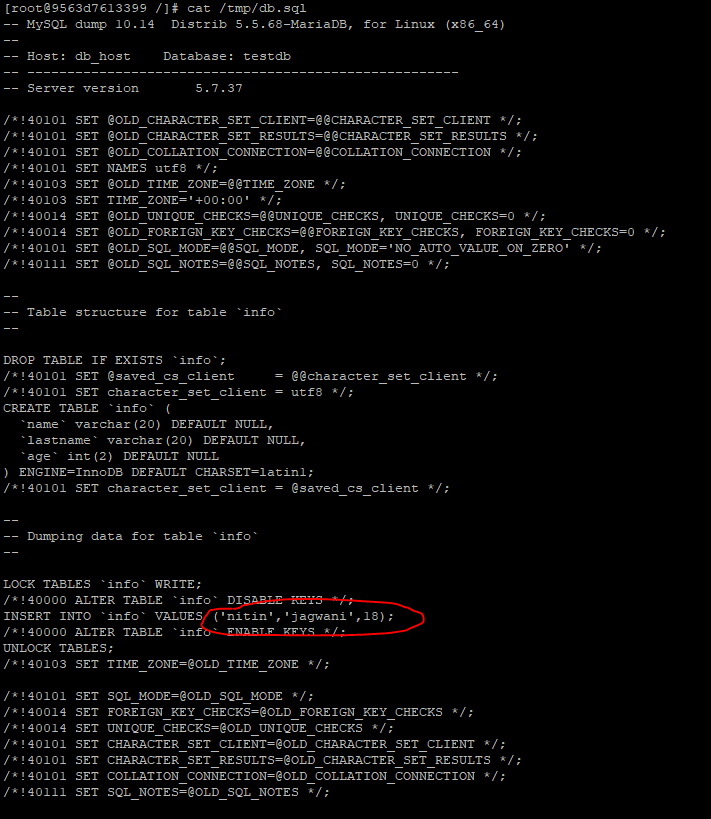 [root@9563d7613399 /]# cat /tmp/db.sql
-- MySQL dump 10.14  Distrib 5.5.68-MariaDB, for Linux (x86_64)
--
-- Host: db_host    Database: testdb
-- ------------------------------------------------------
-- Server version       5.7.37
/*!40101 SET @OLD_CHARACTER_SET_CLIENT=@@CHARACTER_SET_CLIENT */;
/*!40101 SET @OLD_CHARACTER_SET_RESULTS=@@CHARACTER_SET_RESULTS */;
/*!40101 SET @OLD_COLLATION_CONNECTION=@@COLLATION_CONNECTION */;
/*!40101 SET NAMES utf8 */;
/*!40103 SET @OLD_TIME_ZONE=@@TIME_ZONE */;
/*!40103 SET TIME_ZONE='+00:00' */;
/*!40014 SET @OLD_UNIQUE_CHECKS=@@UNIQUE_CHECKS, UNIQUE_CHECKS=0 */;
/*!40014 SET @OLD_FOREIGN_KEY_CHECKS=@@FOREIGN_KEY_CHECKS, FOREIGN_KEY_CHECKS=0 */;
/*!40101 SET @OLD_SQL_MODE=@@SQL_MODE, SQL_MODE='NO_AUTO_VALUE_ON_ZERO' */;
/*!40111 SET @OLD_SQL_NOTES=@@SQL_NOTES, SQL_NOTES=0 */;
--
-- Table structure for table `info`
--
DROP TABLE IF EXISTS `info`;
/*!40101 SET @saved_cs_client     = @@character_set_client */;
/*!40101 SET character_set_client = utf8 */;
CREATE TABLE `info` (
  `name` varchar(20) DEFAULT NULL,
  `lastname` varchar(20) DEFAULT NULL,
  `age` int(2) DEFAULT NULL
) ENGINE=InnoDB DEFAULT CHARSET=latin1;
/*!40101 SET character_set_client = @saved_cs_client */;
--
-- Dumping data for table `info`
--
LOCK TABLES `info` WRITE;
/*!40000 ALTER TABLE `info` DISABLE KEYS */;
INSERT INTO `info` VALUES ('nitin','jagwani',18);
/*!40000 ALTER TABLE `info` ENABLE KEYS */;
UNLOCK TABLES;
/*!40103 SET TIME_ZONE=@OLD_TIME_ZONE */;
/*!40101 SET SQL_MODE=@OLD_SQL_MODE */;
/*!40014 SET FOREIGN_KEY_CHECKS=@OLD_FOREIGN_KEY_CHECKS */;
/*!40014 SET UNIQUE_CHECKS=@OLD_UNIQUE_CHECKS */;
/*!40101 SET CHARACTER_SET_CLIENT=@OLD_CHARACTER_SET_CLIENT */;
/*!40101 SET CHARACTER_SET_RESULTS=@OLD_CHARACTER_SET_RESULTS */;
/*!40101 SET COLLATION_CONNECTION=@OLD_COLLATION_CONNECTION */;
/*!40111 SET SQL_NOTES=@OLD_SQL_NOTES */;